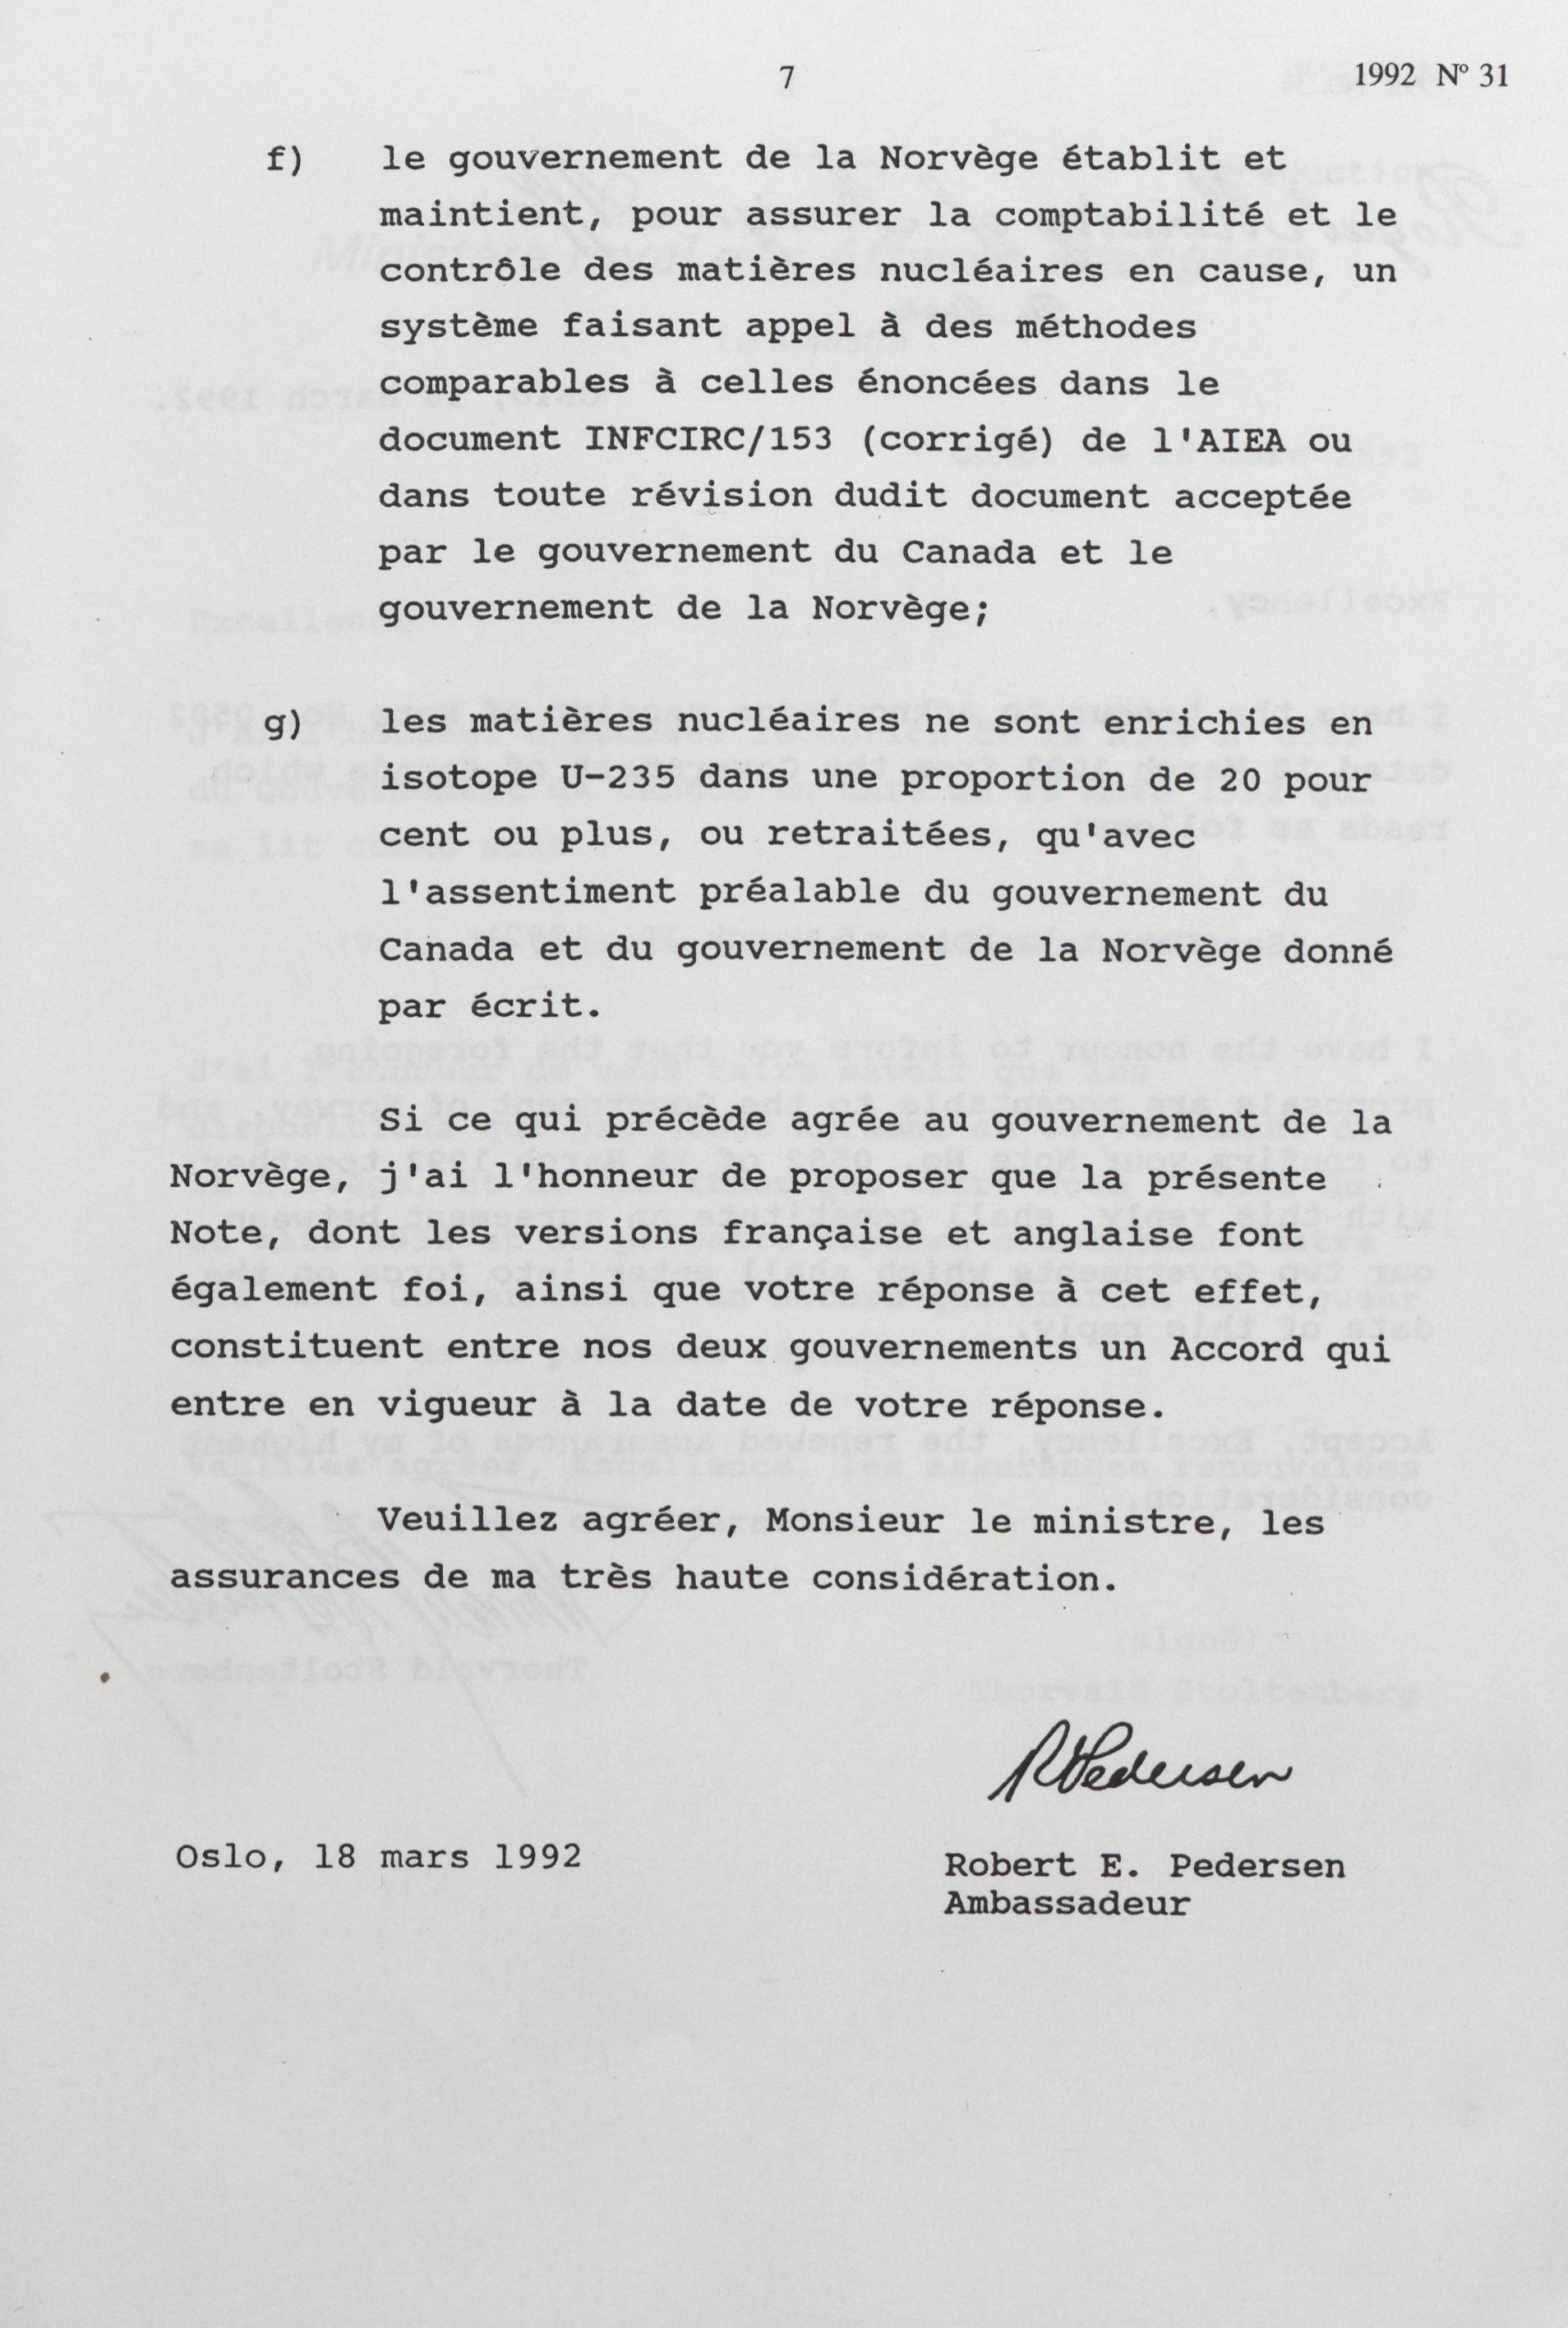 7
1992 Nº 31
f) le gouvernement de la Norvège établit et
maintient, pour assurer la comptabilité et le
contrôle des matières nucléaires en cause, un
système faisant appel à des méthodes
comparables à celles énoncées dans le
document INFCIRC/153 (corrigé) de l'AIEA ou
dans toute révision dudit document acceptée
par le gouvernement du Canada et le
gouvernement de la Norvège;
g) les matières nucléaires ne sont enrichies en
isotope U-235 dans une proportion de 20 pour
cent ou plus, ou retraitées, qu'avec
l'assentiment préalable du gouvernement du
Canada et du gouvernement de la Norvège donné
par écrit.
Si ce qui précède agrée au gouvernement de la
Norvège, j'ai l'honneur de proposer que la présente
Note, dont les versions française et anglaise font
également foi, ainsi que votre réponse à cet effet,
constituent entre nos deux gouvernements un Accord qui
entre en vigueur à la date de votre réponse.
Veuillez agréer, Monsieur le ministre, les
assurances de ma très haute considération.
RPedersen
Oslo, 18 mars 1992
Robert E. Pedersen
Ambassadeur